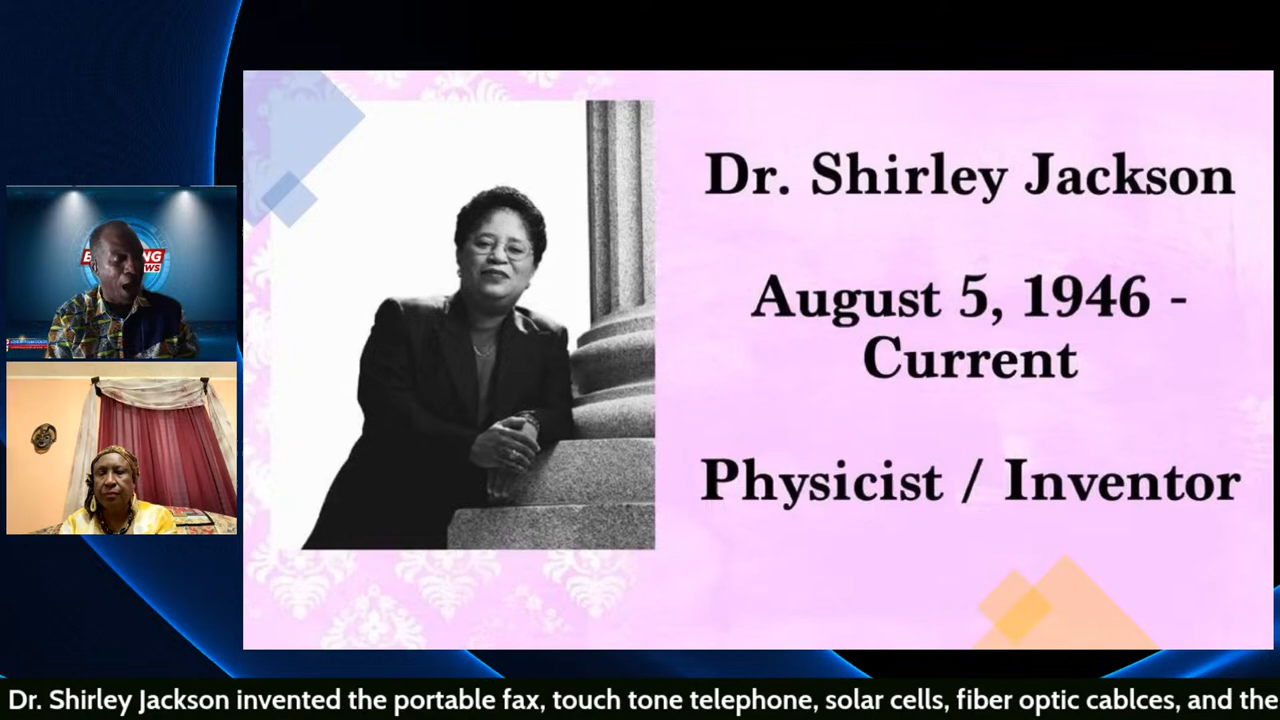 Dr. Shirley Jackson
August 5, 1946 -
Current
Physicist / Inventor
Dr. Shirley Jackson invented the portable fax, touch tone telephone, solar cells, fiber optic cablces, and the